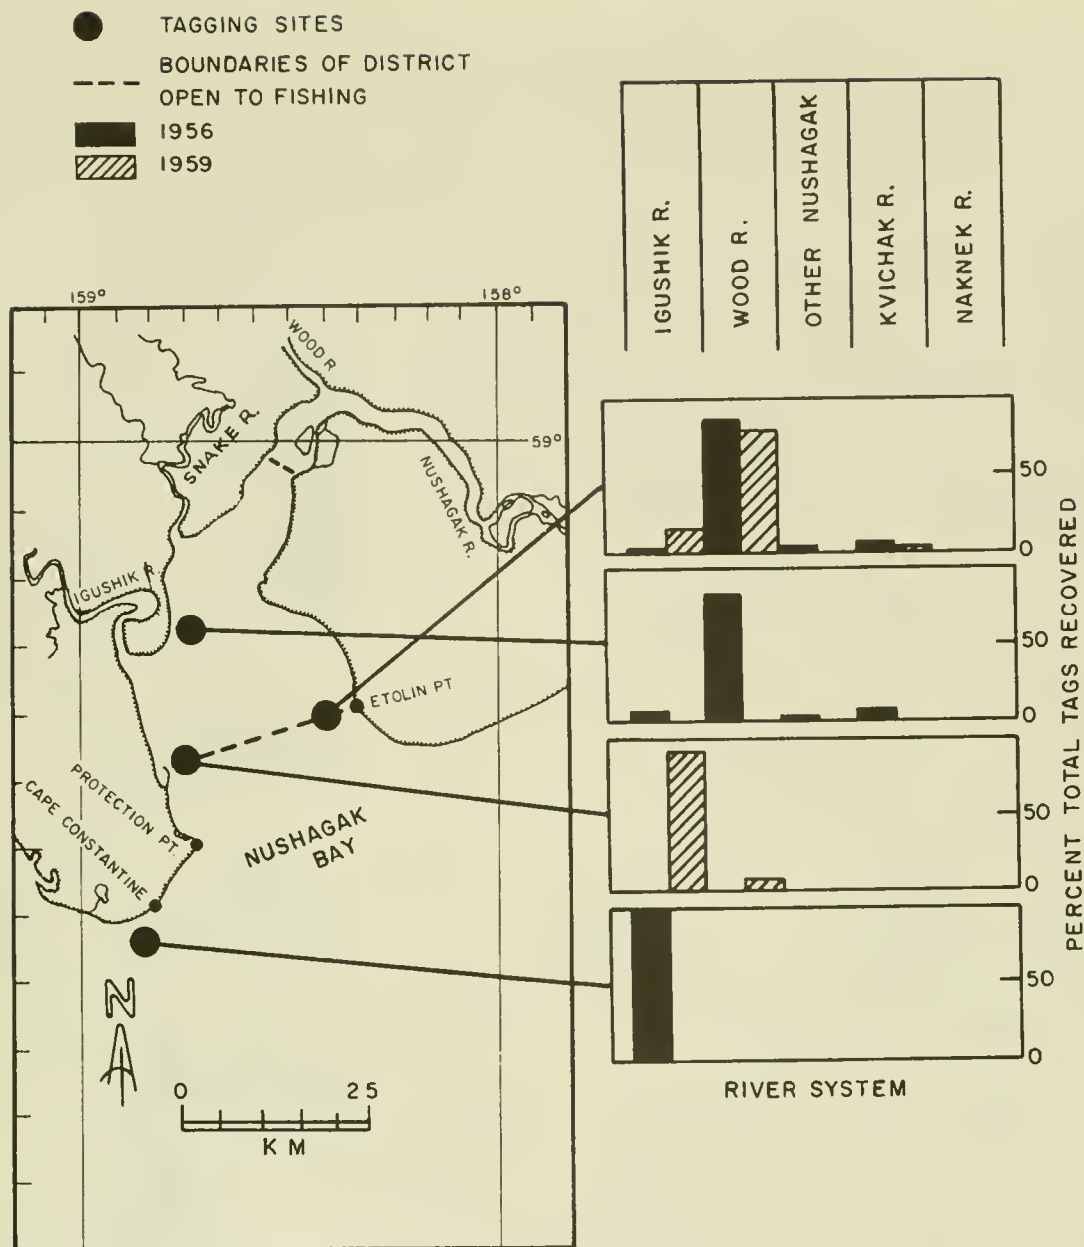 TAGGING SITES
BOUNDARIES OF DISTRICT
OPEN TO FISHING
1956
1959
IGUSHIK R.
WOOD R.
OTHER NUSHAGAK
KVICHAK R.
NAKNEK R.
159°
158°
WOOD R
SNAKE R.
59°
NUSHAGAK R.
IGUSHIK R.
ETOLIN PT
PROTECTION PT.
CAPE CONSTANTINE
NUSHAGAK
BAY
N
0 25
KM
50
0
50
0
50
0
50
0
PERCENT TOTAL TAGS RECOVERED
RIVER SYSTEM